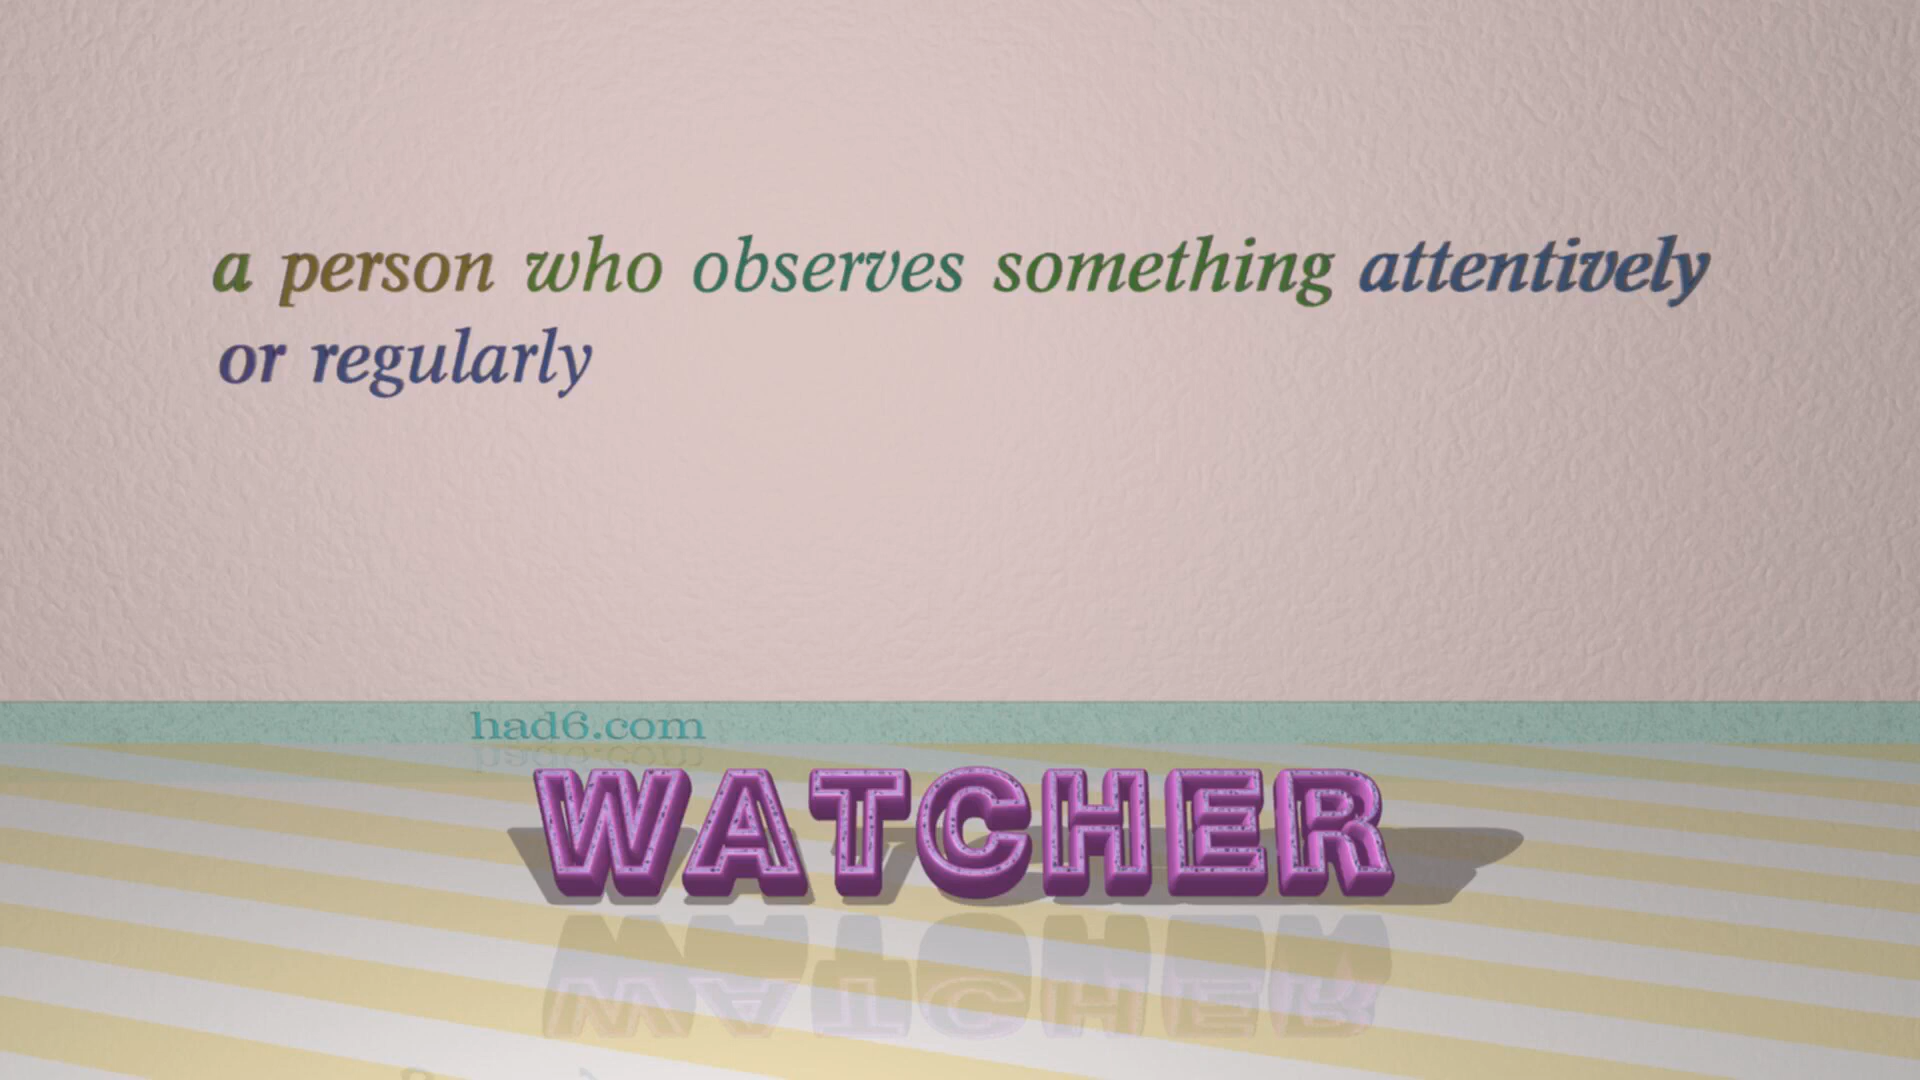 a person who observes something attentively
or regularly
had6.com
WATCHER